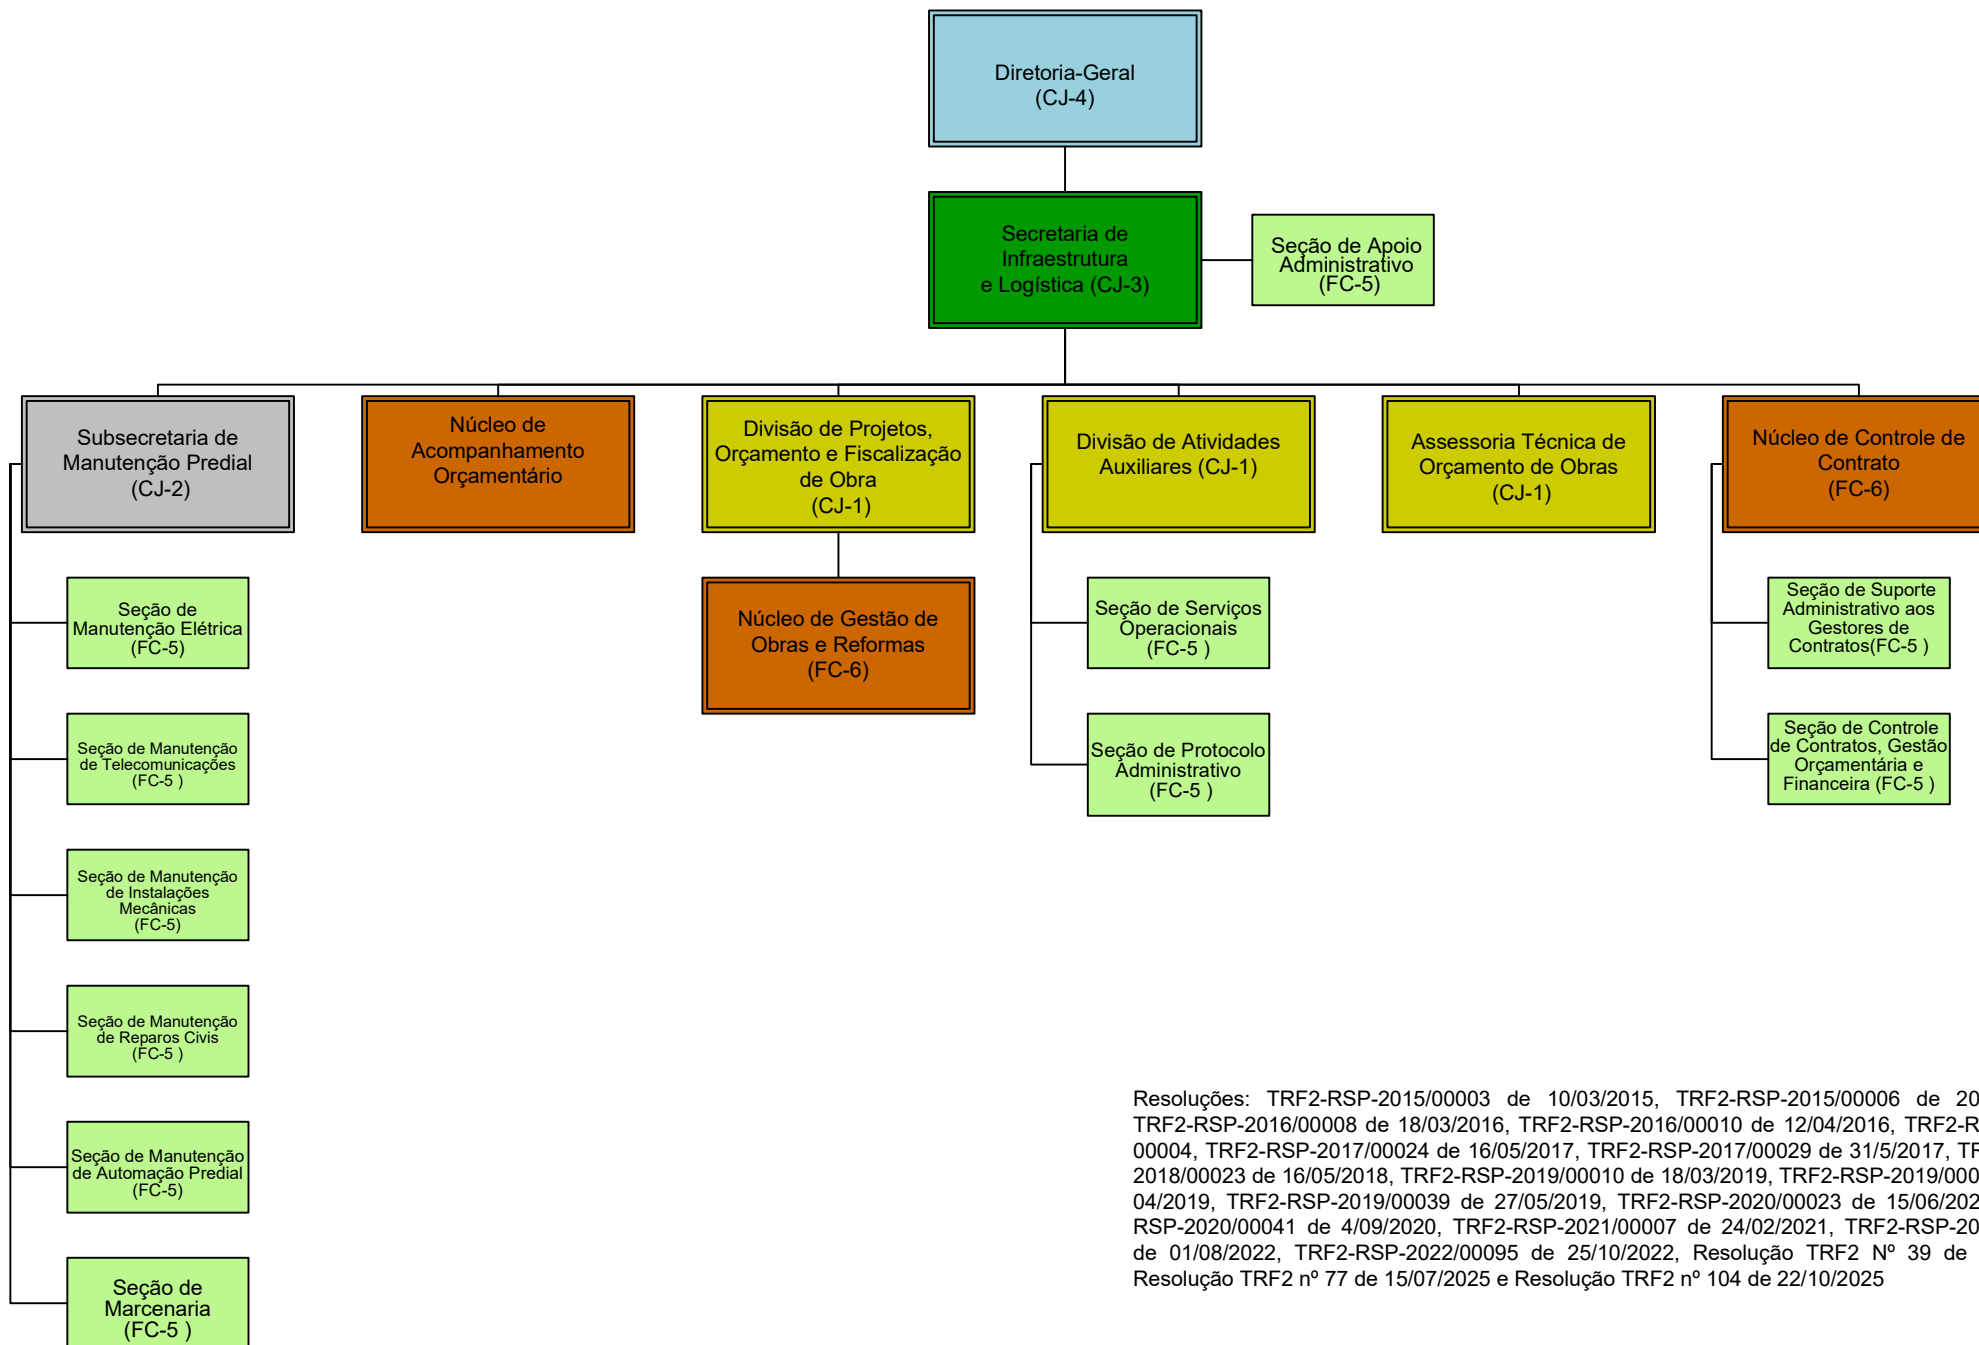 Diretoria-Geral
(CJ-4)
Secretaria de
Infraestrutura
e Logística (CJ-3)
Seção de Apoio
Administrativo
(FC-5)
Subsecretaria de
Manutenção Predial
(CJ-2)
Núcleo de
Acompanhamento
Orçamentário
Divisão de Projetos,
Orçamento e Fiscalização
de Obra
(CJ-1)
Divisão de Atividades
Auxiliares (CJ-1)
Assessoria Técnica de
Orçamento de Obras
(CJ-1)
Núcleo de Controle de
Contrato
(FC-6)
Seção de
Manutenção Elétrica
(FC-5)
Núcleo de Gestão de
Obras e Reformas
(FC-6)
Seção de Serviços
Operacionais
(FC-5 )
Seção de Suporte
Administrativo aos
Gestores de
Contratos(FC-5 )
Seção de Manutenção
de Telecomunicações
(FC-5 )
Seção de Protocolo
Administrativo
(FC-5 )
Seção de Controle
de Contratos, Gestão
Orçamentária e
Financeira (FC-5 )
Seção de Manutenção
de Instalações
Mecânicas
(FC-5)
Seção de Manutenção
de Reparos Civis
(FC-5 )
Seção de Manutenção
de Automação Predial
(FC-5)
Seção de
Marcenaria
(FC-5 )
Resoluções: TRF2-RSP-2015/00003 de 10/03/2015, TRF2-RSP-2015/00006 de 20
TRF2-RSP-2016/00008 de 18/03/2016, TRF2-RSP-2016/00010 de 12/04/2016, TRF2-R
00004, TRF2-RSP-2017/00024 de 16/05/2017, TRF2-RSP-2017/00029 de 31/5/2017, TR
2018/00023 de 16/05/2018, TRF2-RSP-2019/00010 de 18/03/2019, TRF2-RSP-2019/000
04/2019, TRF2-RSP-2019/00039 de 27/05/2019, TRF2-RSP-2020/00023 de 15/06/202
RSP-2020/00041 de 4/09/2020, TRF2-RSP-2021/00007 de 24/02/2021, TRF2-RSP-20
de 01/08/2022, TRF2-RSP-2022/00095 de 25/10/2022, Resolução TRF2 Nº 39 de
Resolução TRF2 nº 77 de 15/07/2025 e Resolução TRF2 nº 104 de 22/10/2025